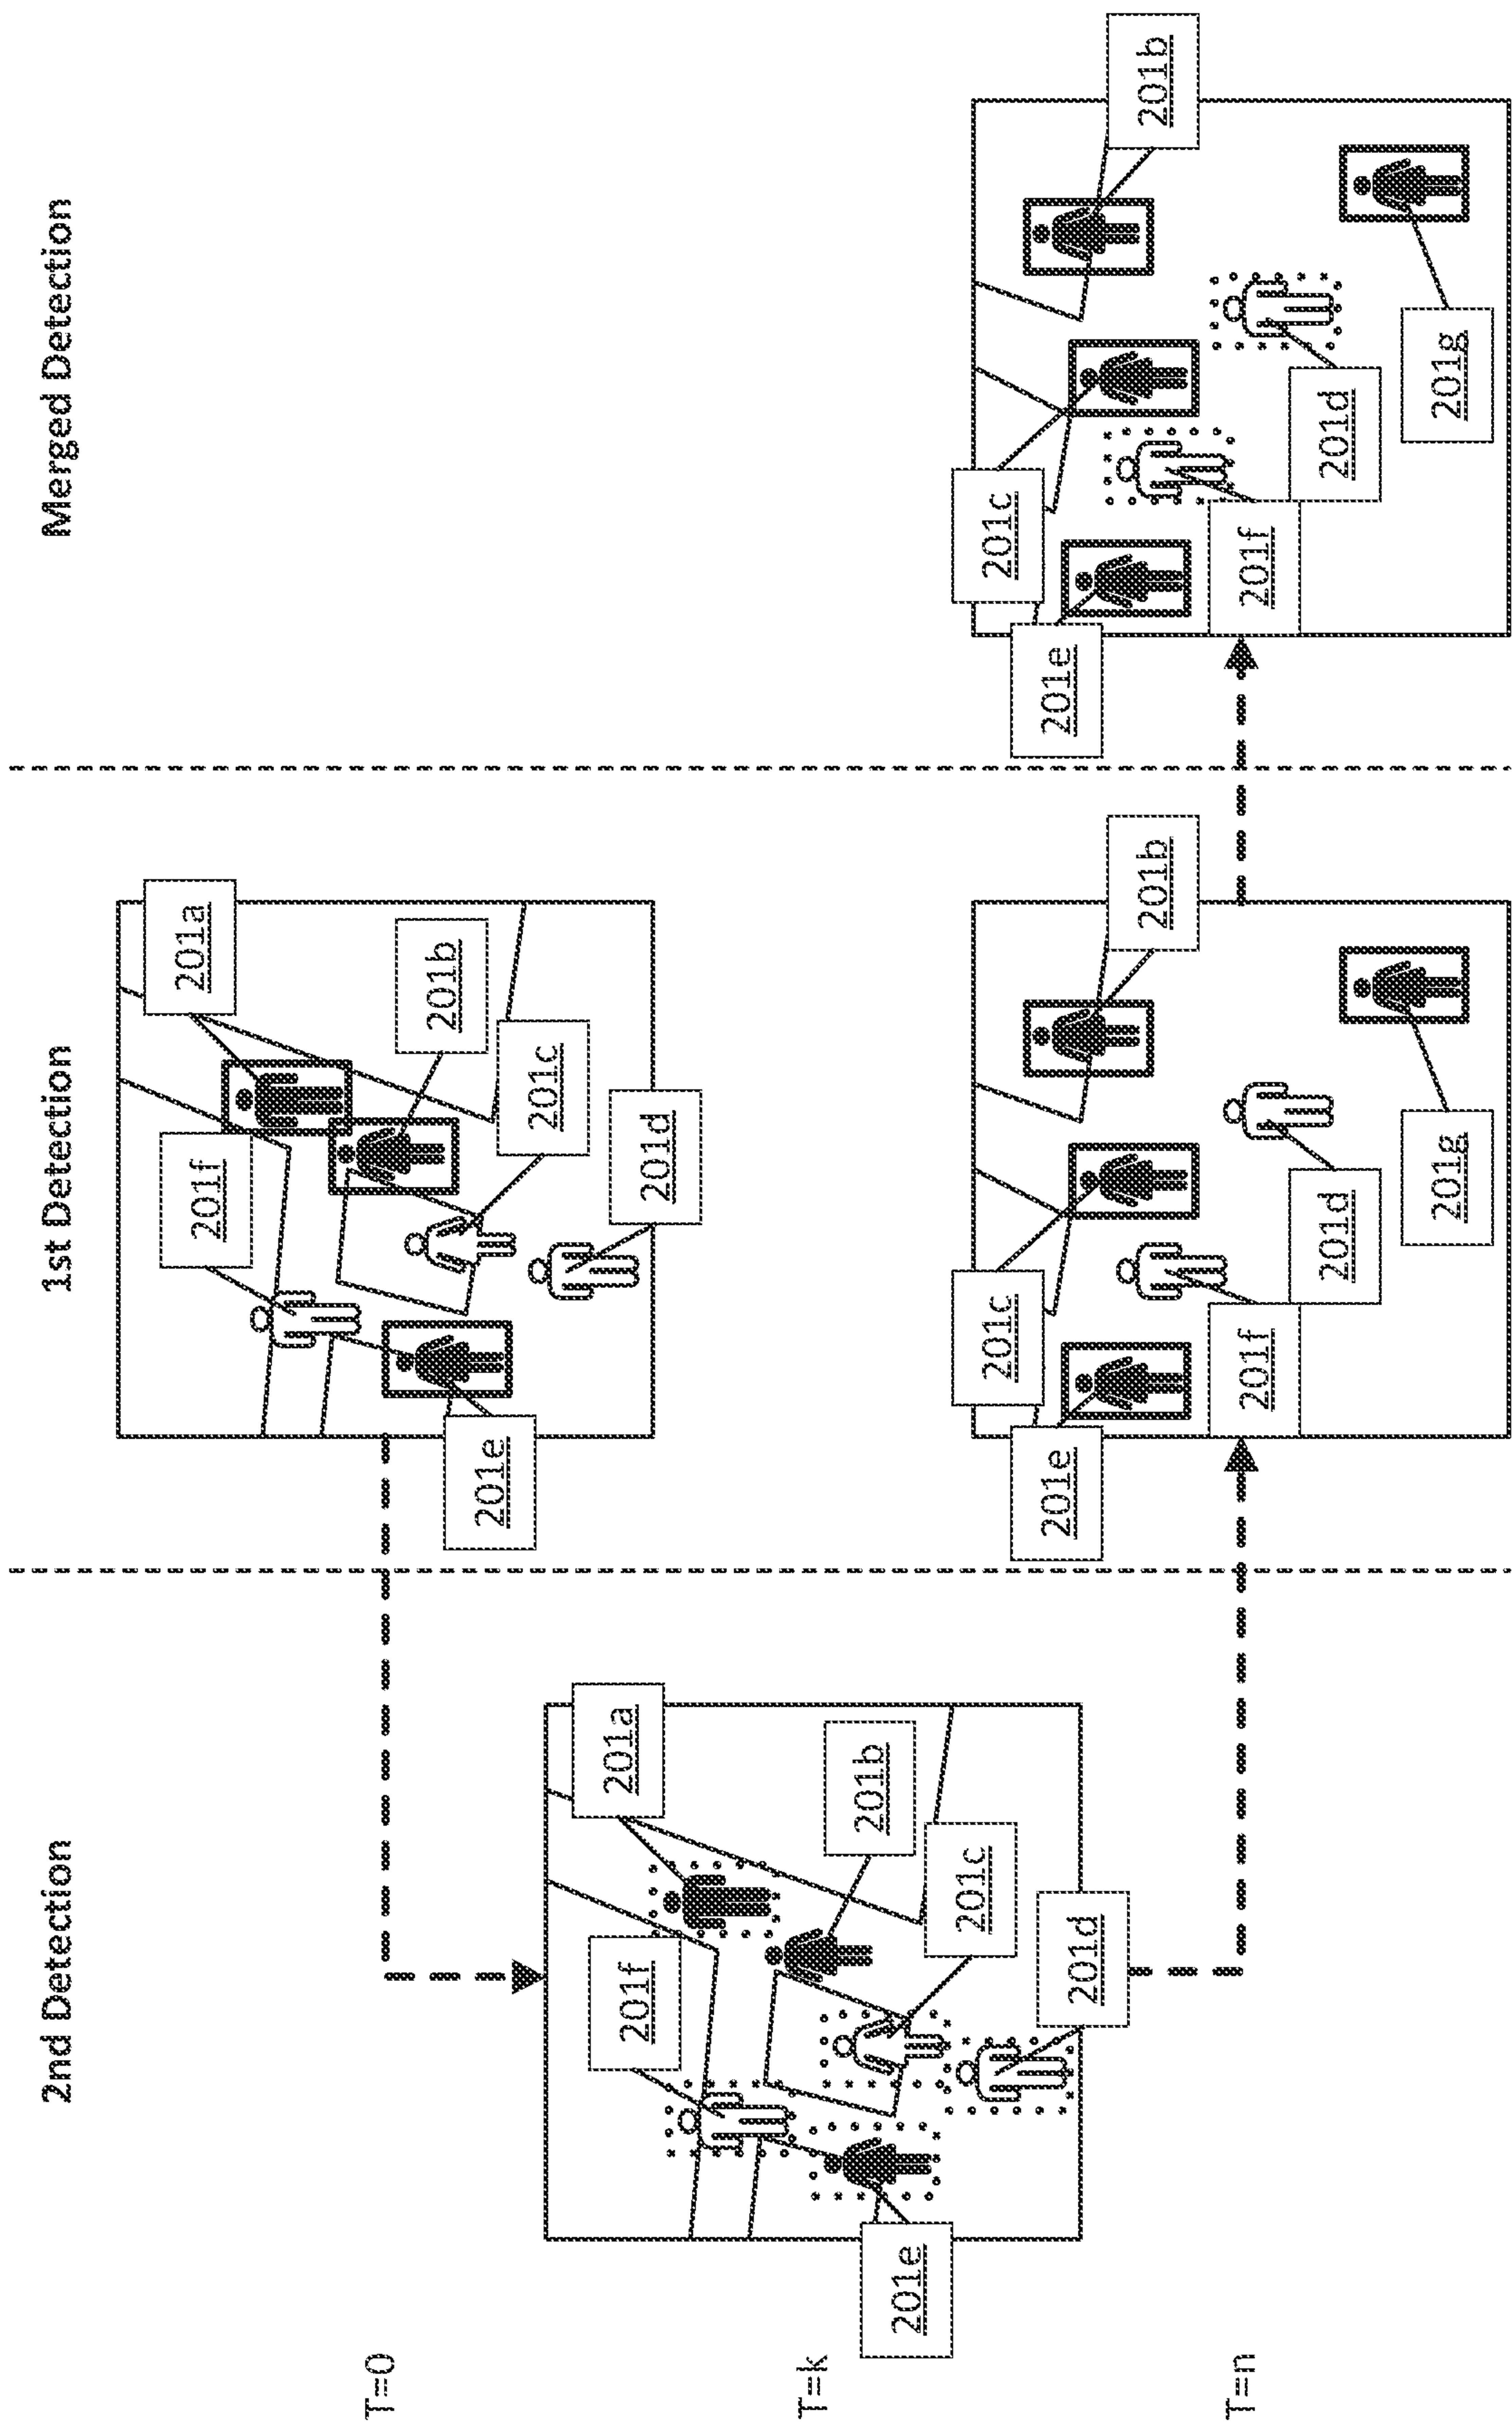 2nd Detection
1st Detection
Merged Detection
T=0
201f
201a
201b
201c
201d
201e
T=k
201f
201a
201b
201c
201d
201e
T=n
201e
201c
201b
201f
201d
201g
201e
201c
201b
201f
201d
201g